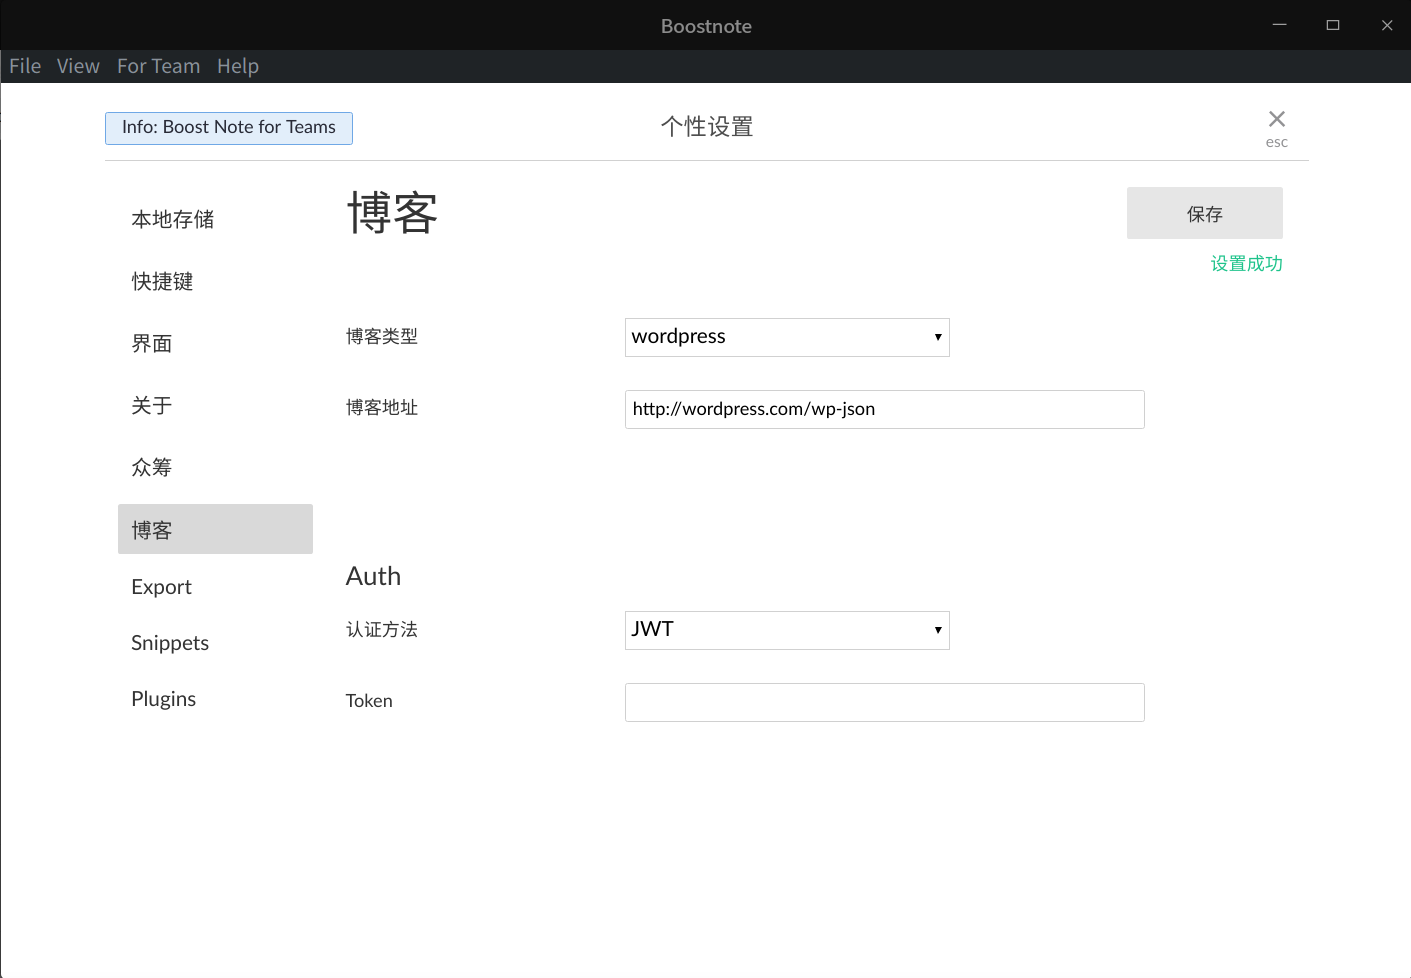 Boostnote
File View For Team Help
Info: Boost Note for Teams
个性设置
esc
本地存储
快捷键
界面
关于
众筹
博客
Export
Snippets
Plugins
博客
保存
设置成功
博客类型 wordpress
博客地址 http://wordpress.com/wp-json
Auth
认证方法 JWT
Token